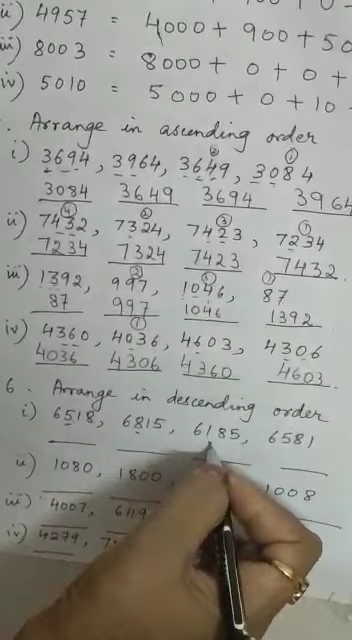 ii) 4957 = 4000 + 900 + 50
iii) 8003 = 8000 + 0 + 0 +
iv) 5010 = 5000 + 0 + 10
. Arrange in ascending order
i) 3694, 3964, 3649, 3084
3084 3649 3694 3964
ii) 7432, 7324, 7423, 7234
7234 7324 7423 7432
iii) 1392, 997, 1046, 87
87 997 1046 1392
iv) 4360, 4036, 4603, 4306
4036 4306 4360 4603
6. Arrange in descending order
i) 6518, 6815, 6185, 6581
ii) 1080, 1800, 1008
iii) 4007,
iv) 4279,